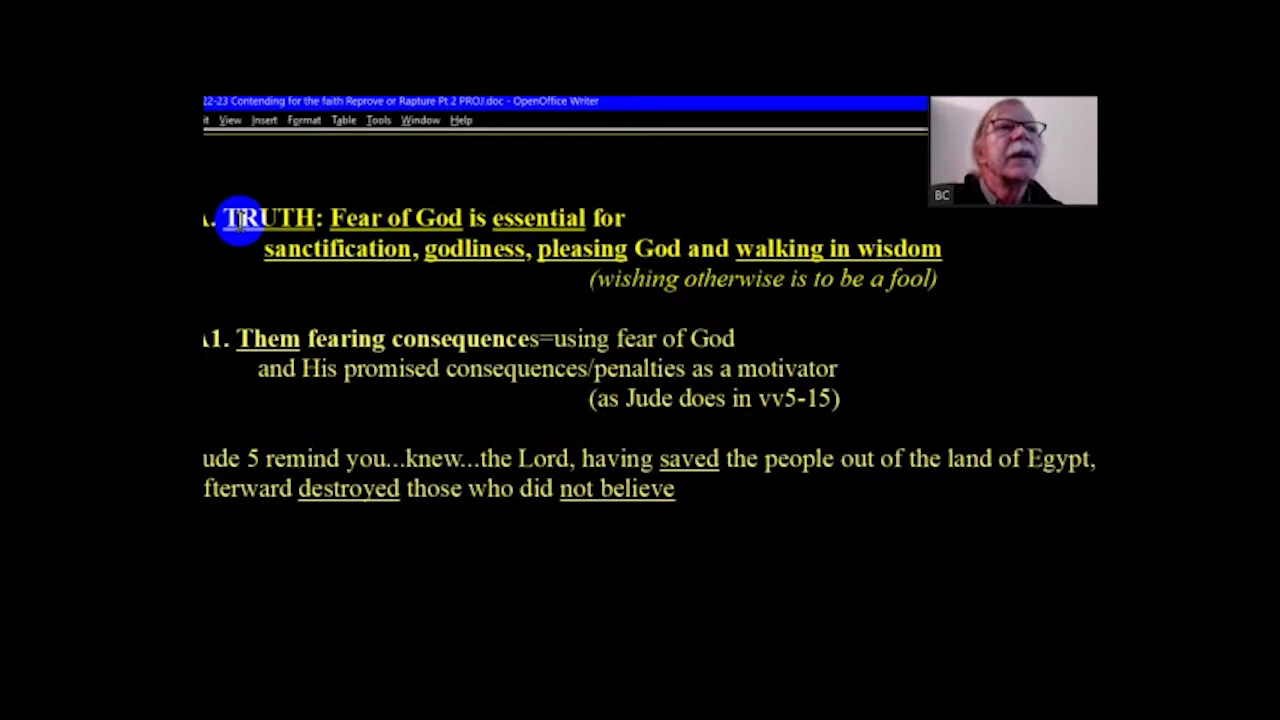 22-23 Contending for the faith Reprove or Rapture Pt 2 PROJ.doc - OpenOffice Writer
it View Insert Format Table Tools Window Help
BC
. TRUTH: Fear of God is essential for
sanctification, godliness, pleasing God and walking in wisdom
(wishing otherwise is to be a fool)
1. Them fearing consequences=using fear of God
and His promised consequences/penalties as a motivator
(as Jude does in vv5-15)
ude 5 remind you...knew...the Lord, having saved the people out of the land of Egypt,
fterward destroyed those who did not believe